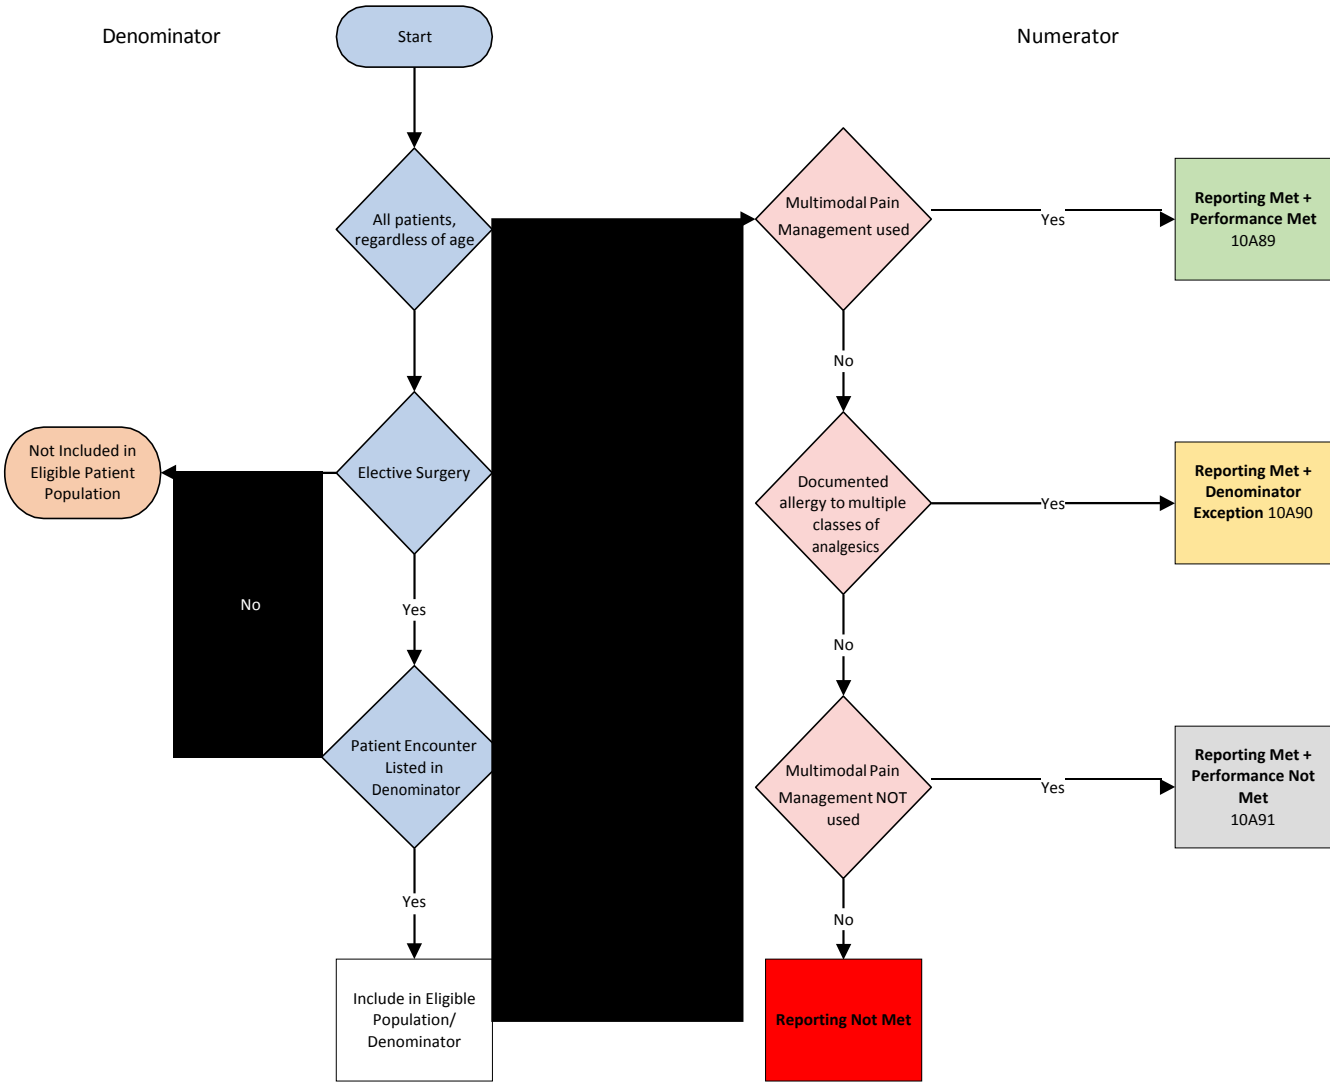 Denominator
Start
Numerator
All patients,
regardless of age
Elective Surgery
Not Included in
Eligible Patient
Population
No
Yes
Patient Encounter
Listed in
Denominator
Yes
Include in Eligible
Population/
Denominator
Multimodal Pain
Management used
Yes
Reporting Met +
Performance Met
10A89
No
Documented
allergy to multiple
classes of
analgesics
Yes
Reporting Met +
Denominator
Exception 10A90
No
Multimodal Pain
Management NOT
used
Yes
Reporting Met +
Performance Not
Met
10A91
No
Reporting Not Met